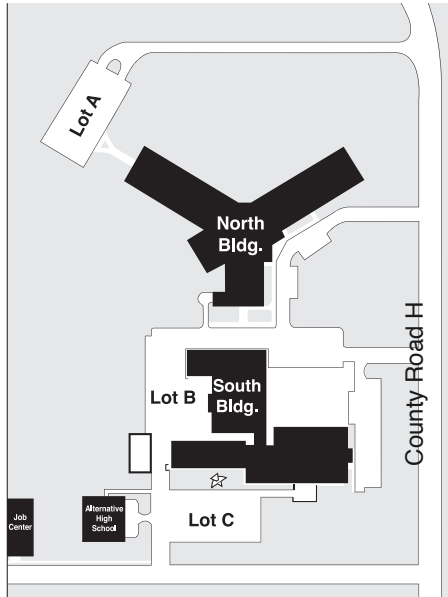 Lot A
North
Bldg.
County Road H
Lot B
South
Bldg.
Job
Center
Alternative
High
School
Lot C